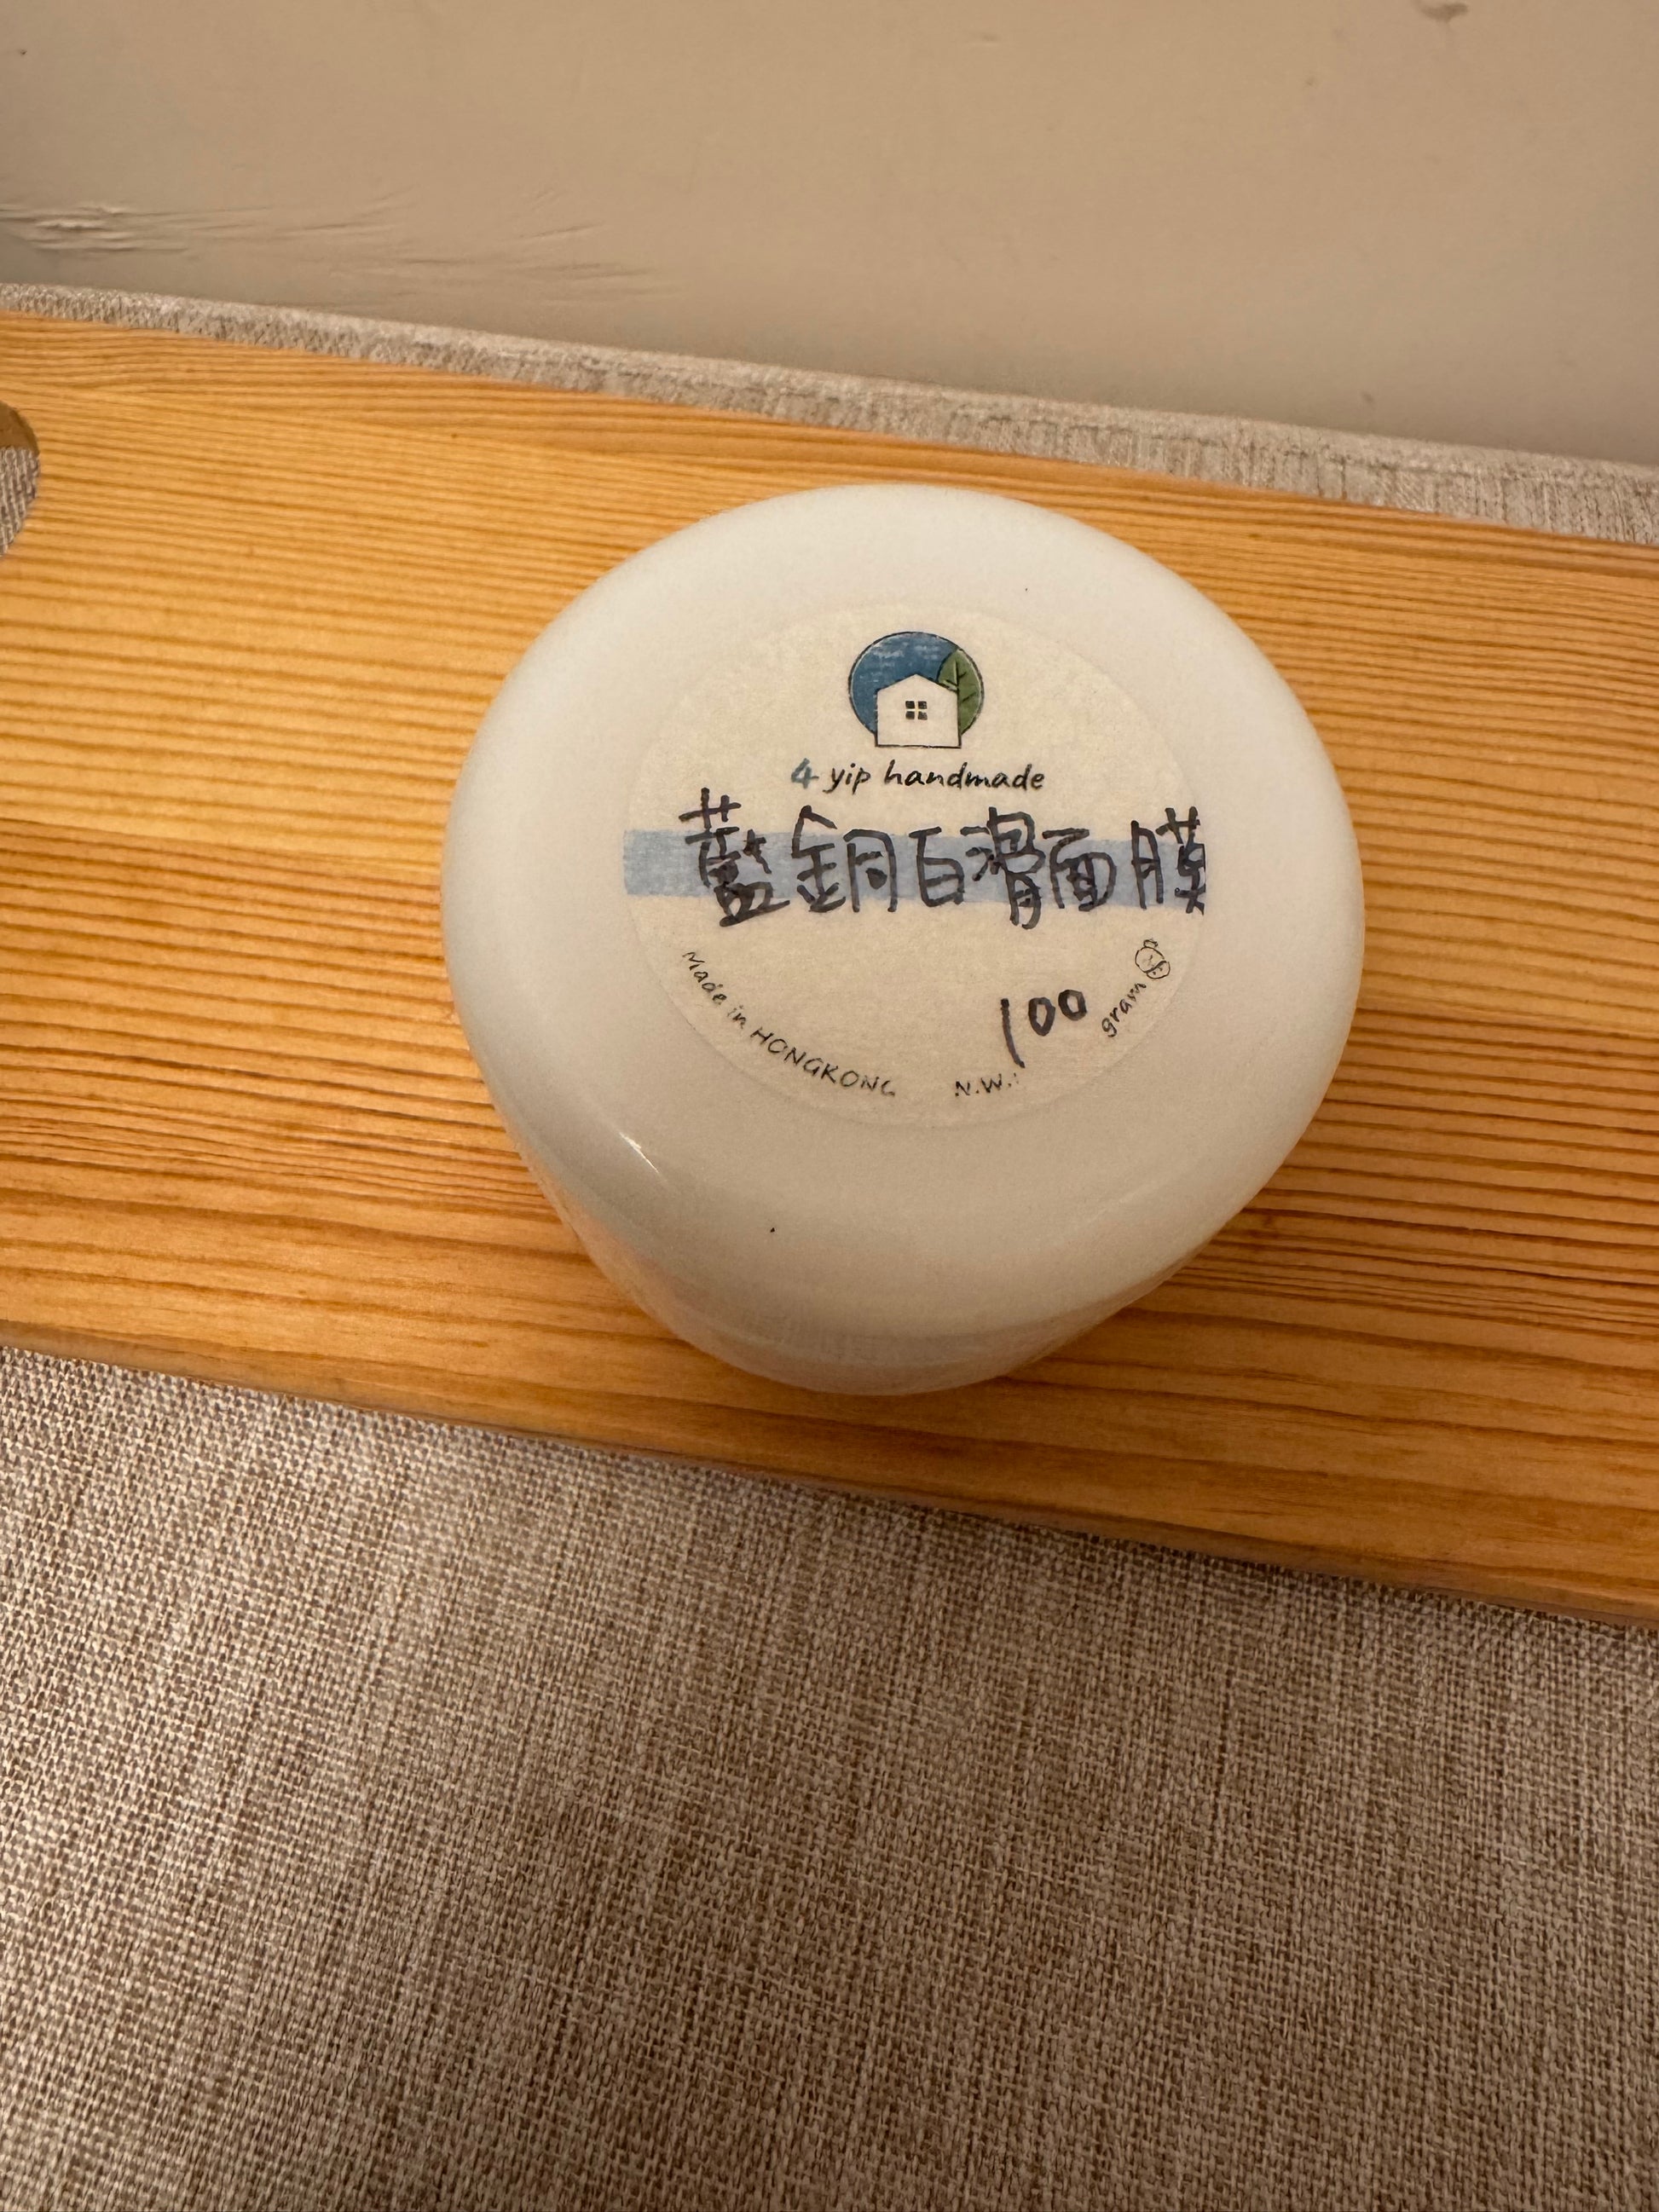 4 yip handmade
藍銅白滑面膜
Made in HONGKONG
N.W.: 100 gram